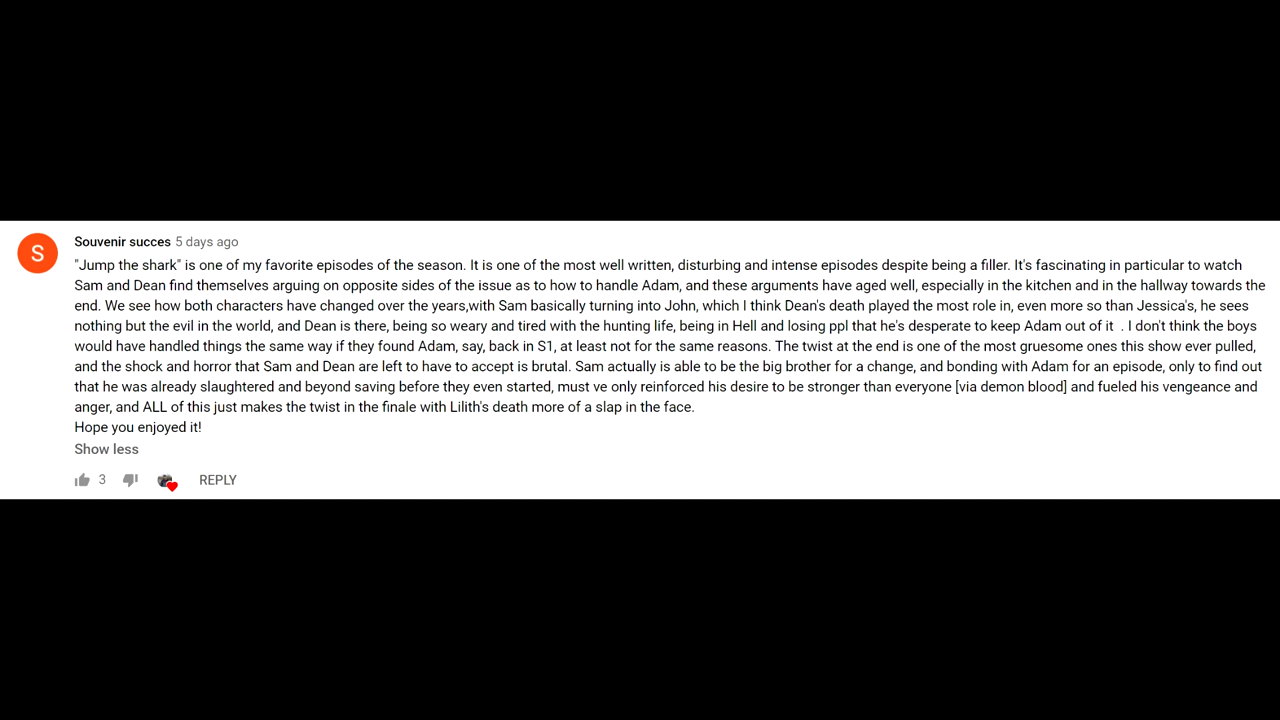 S
Souvenir succes 5 days ago
"Jump the shark" is one of my favorite episodes of the season. It is one of the most well written, disturbing and intense episodes despite being a filler. It's fascinating in particular to watch
Sam and Dean find themselves arguing on opposite sides of the issue as to how to handle Adam, and these arguments have aged well, especially in the kitchen and in the hallway towards the
end. We see how both characters have changed over the years,with Sam basically turning into John, which I think Dean's death played the most role in, even more so than Jessica's, he sees
nothing but the evil in the world, and Dean is there, being so weary and tired with the hunting life, being in Hell and losing ppl that he's desperate to keep Adam out of it  . I don't think the boys
would have handled things the same way if they found Adam, say, back in S1, at least not for the same reasons. The twist at the end is one of the most gruesome ones this show ever pulled,
and the shock and horror that Sam and Dean are left to have to accept is brutal. Sam actually is able to be the big brother for a change, and bonding with Adam for an episode, only to find out
that he was already slaughtered and beyond saving before they even started, must ve only reinforced his desire to be stronger than everyone [via demon blood] and fueled his vengeance and
anger, and ALL of this just makes the twist in the finale with Lilith's death more of a slap in the face.
Hope you enjoyed it!
Show less
3 REPLY